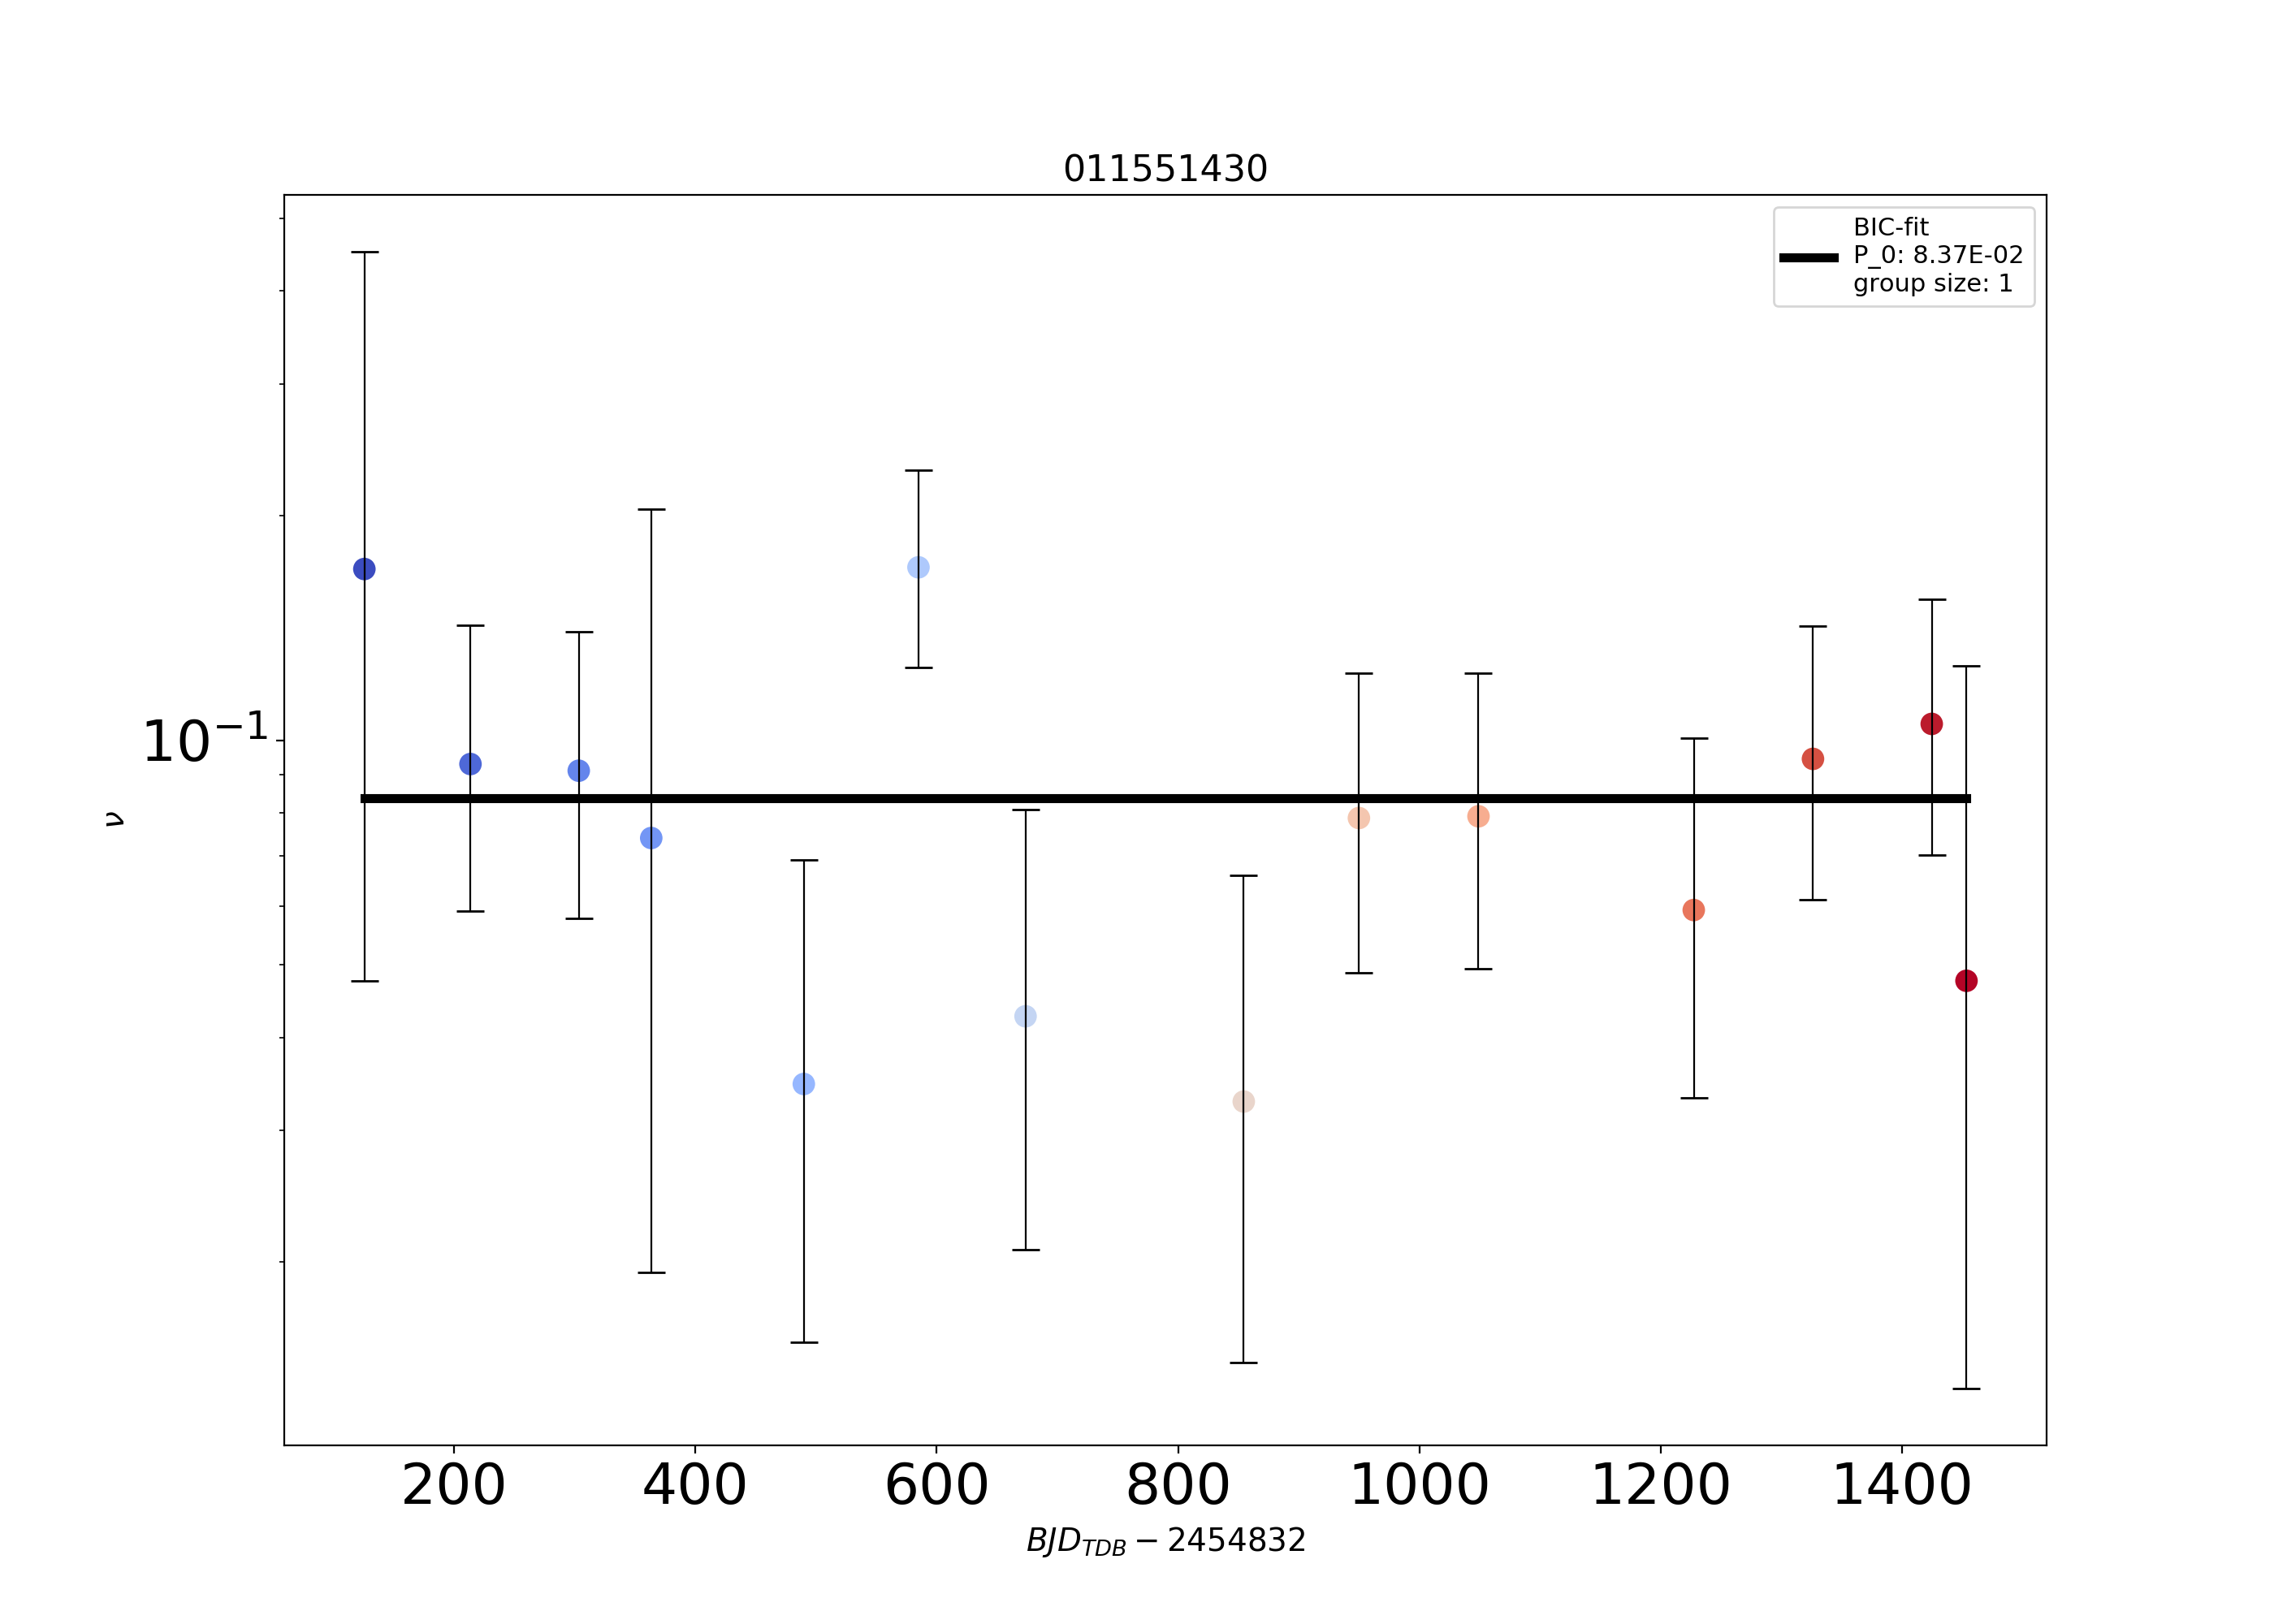 011551430
BIC-fit
P_0: 8.37E-02
group size: 1
10⁻¹
ν
200 400 600 800 1000 1200 1400
BJD_TDB − 2454832